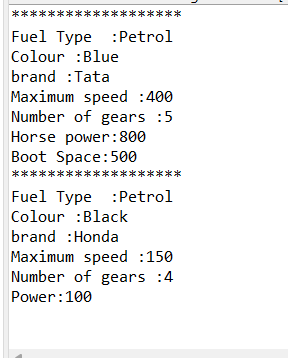 *******************
Fuel Type  :Petrol
Colour :Blue
brand :Tata
Maximum speed :400
Number of gears :5
Horse power:800
Boot Space:500
*******************
Fuel Type  :Petrol
Colour :Black
brand :Honda
Maximum speed :150
Number of gears :4
Power:100